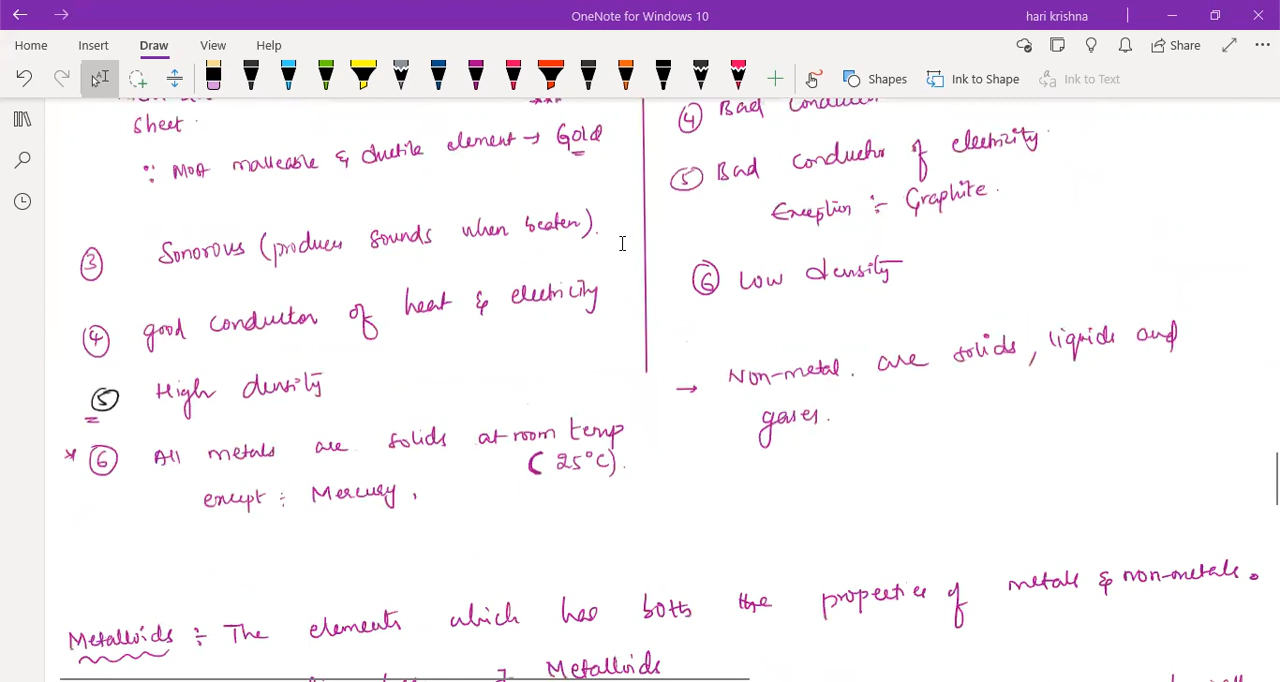 OneNote for Windows 10
hari krishna
Home Insert Draw View Help
Share
Shapes
Ink to Shape
Ink to Text
sheet.
∵ Most malleable & ductile element → Gold
③ Sonorous (produces sounds when beaten).
④ good conductor of heat & electricity
⑤ High density
* ⑥ All metals are solids at room temp
(25°C).
except :- Mercury.
④ Bad conductor
⑤ Bad conductor of electricity.
Exception :- Graphite.
⑥ Low density
→ Non-metal. are solids, liquids and
gases.
Metalloids :- The elements which has both the properties of metals & non-metals.
Metalloids